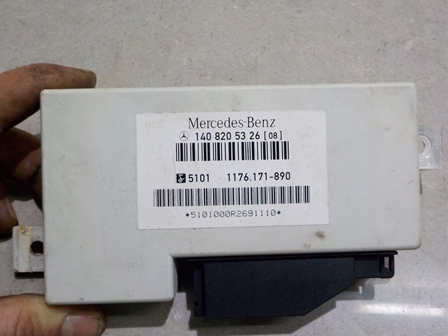 Mercedes-Benz
140 820 53 26 [08]
5101 1176.171-890
*5101000R2691110*